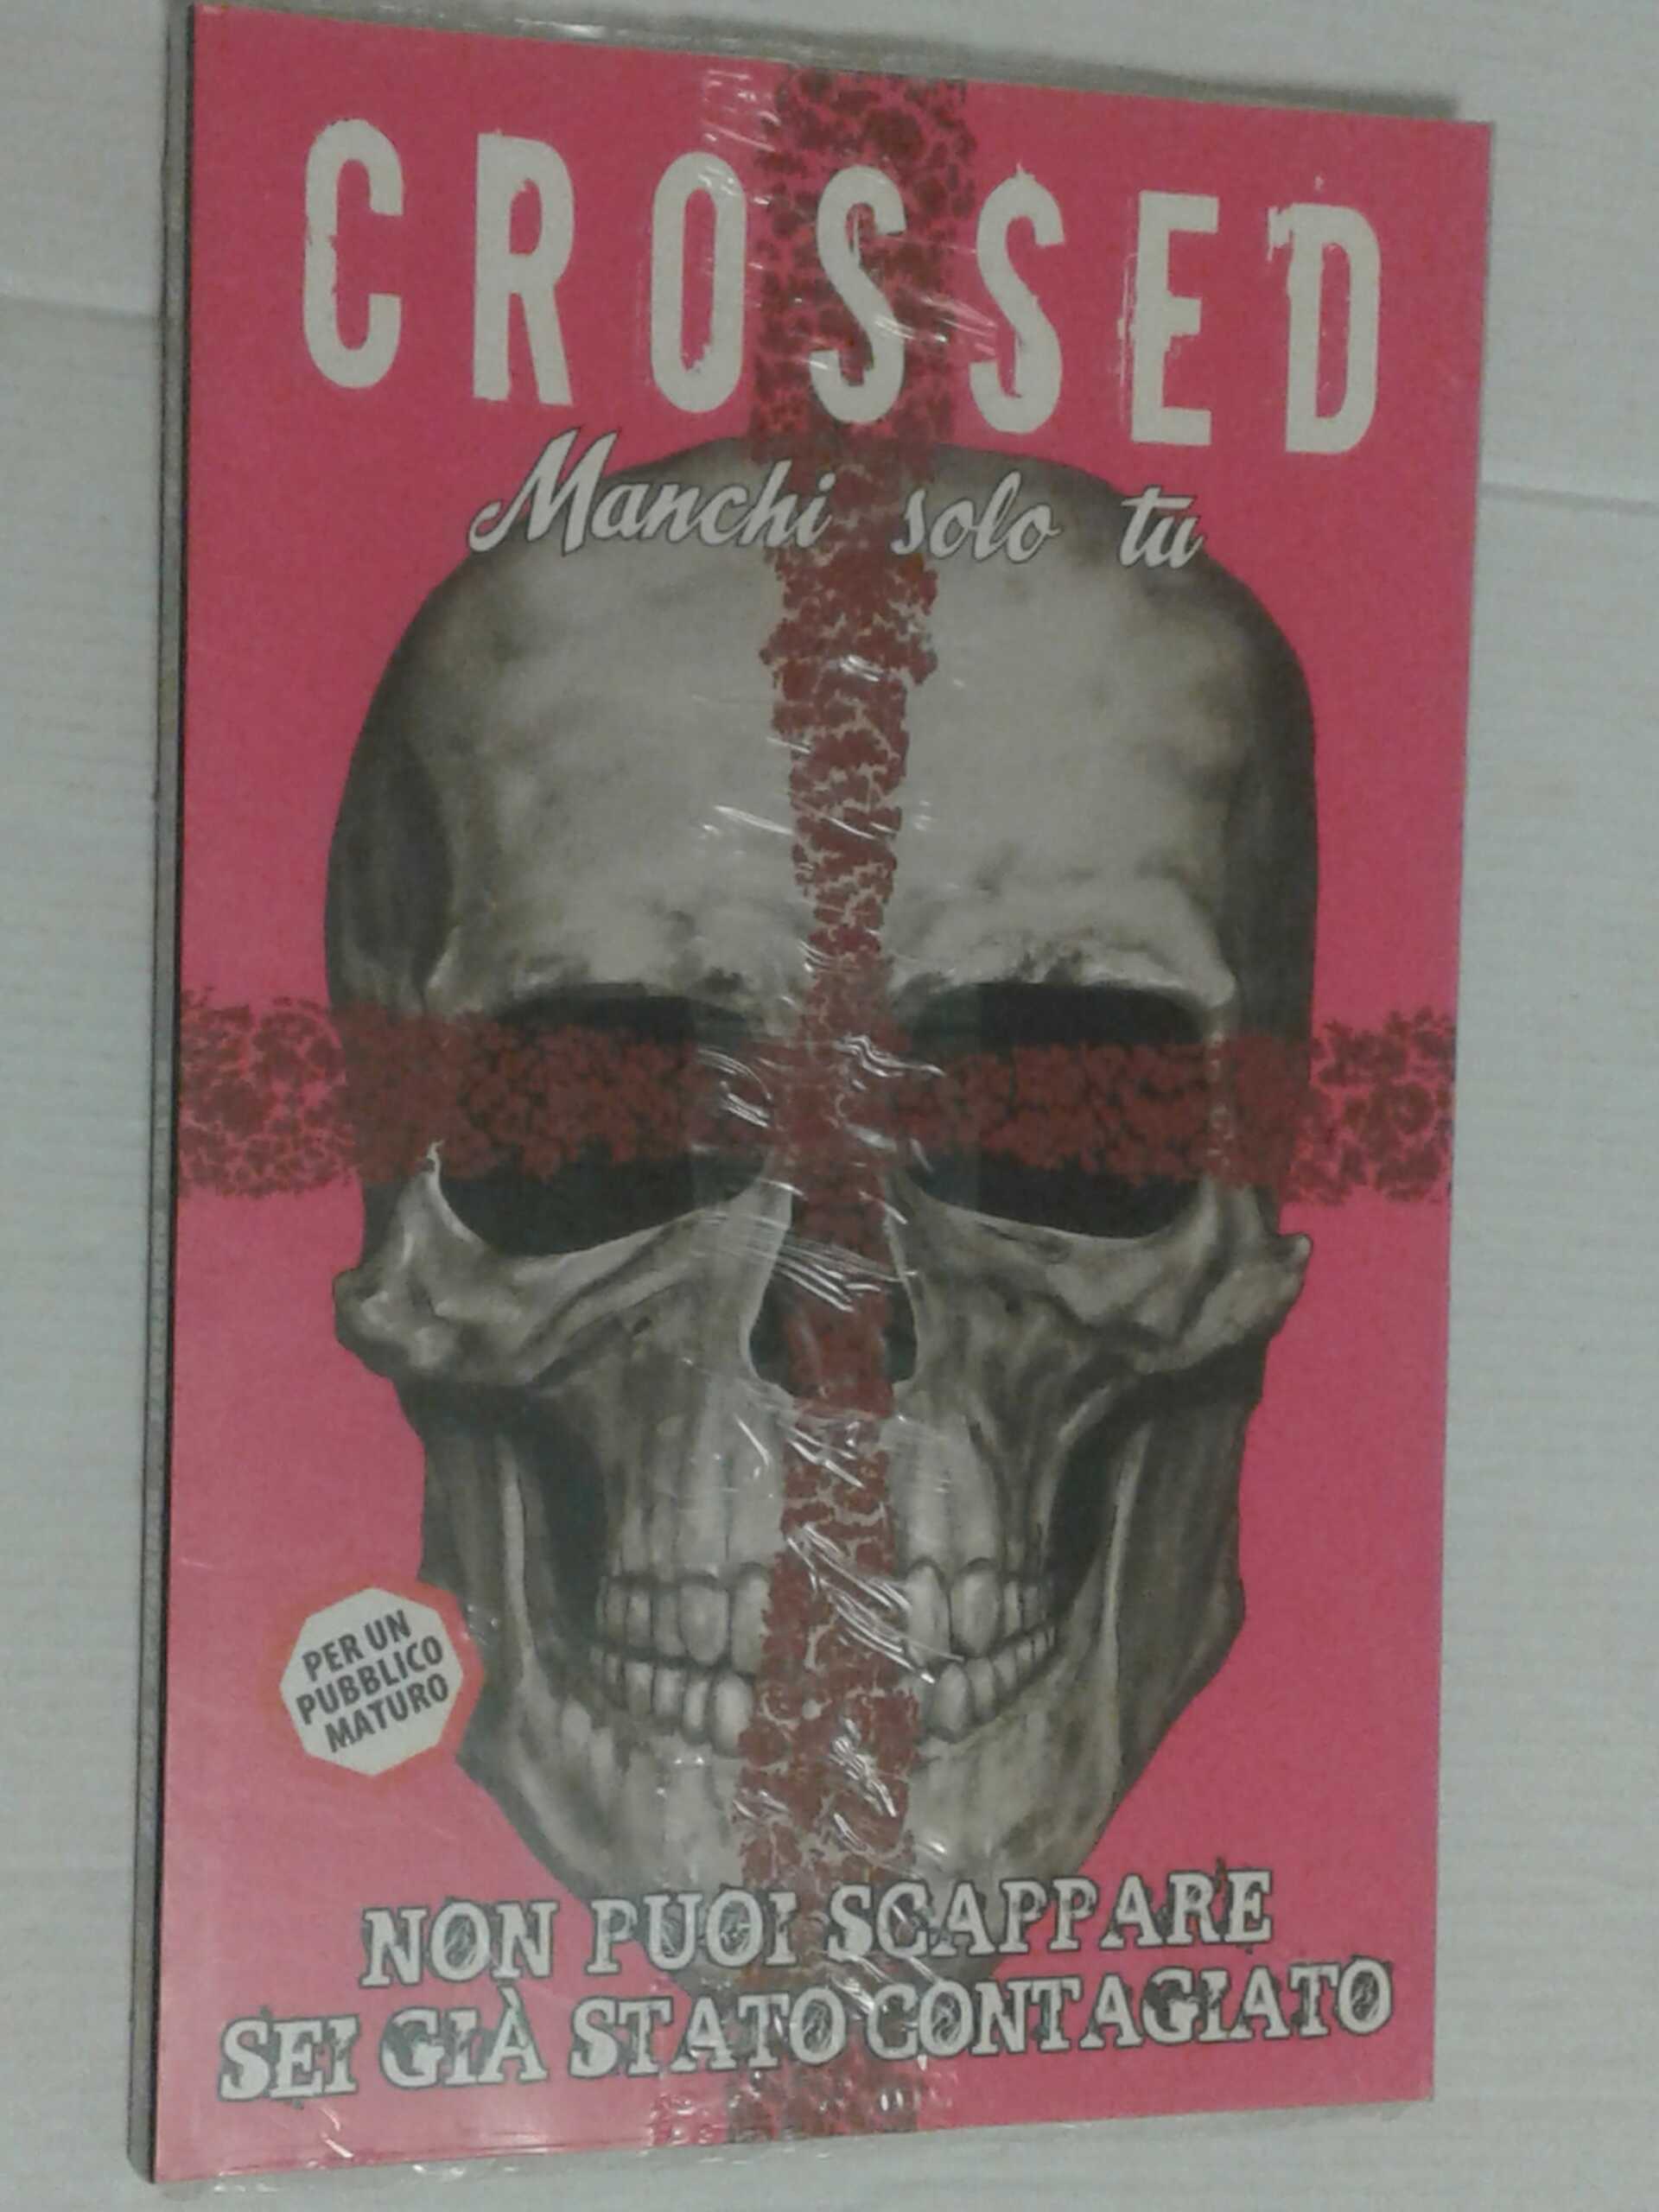 CROSSED
Manchi solo tu
PER UN
PUBBLICO
MATURO
NON PUOI SCAPPARE
SEI GIÀ STATO CONTAGIATO